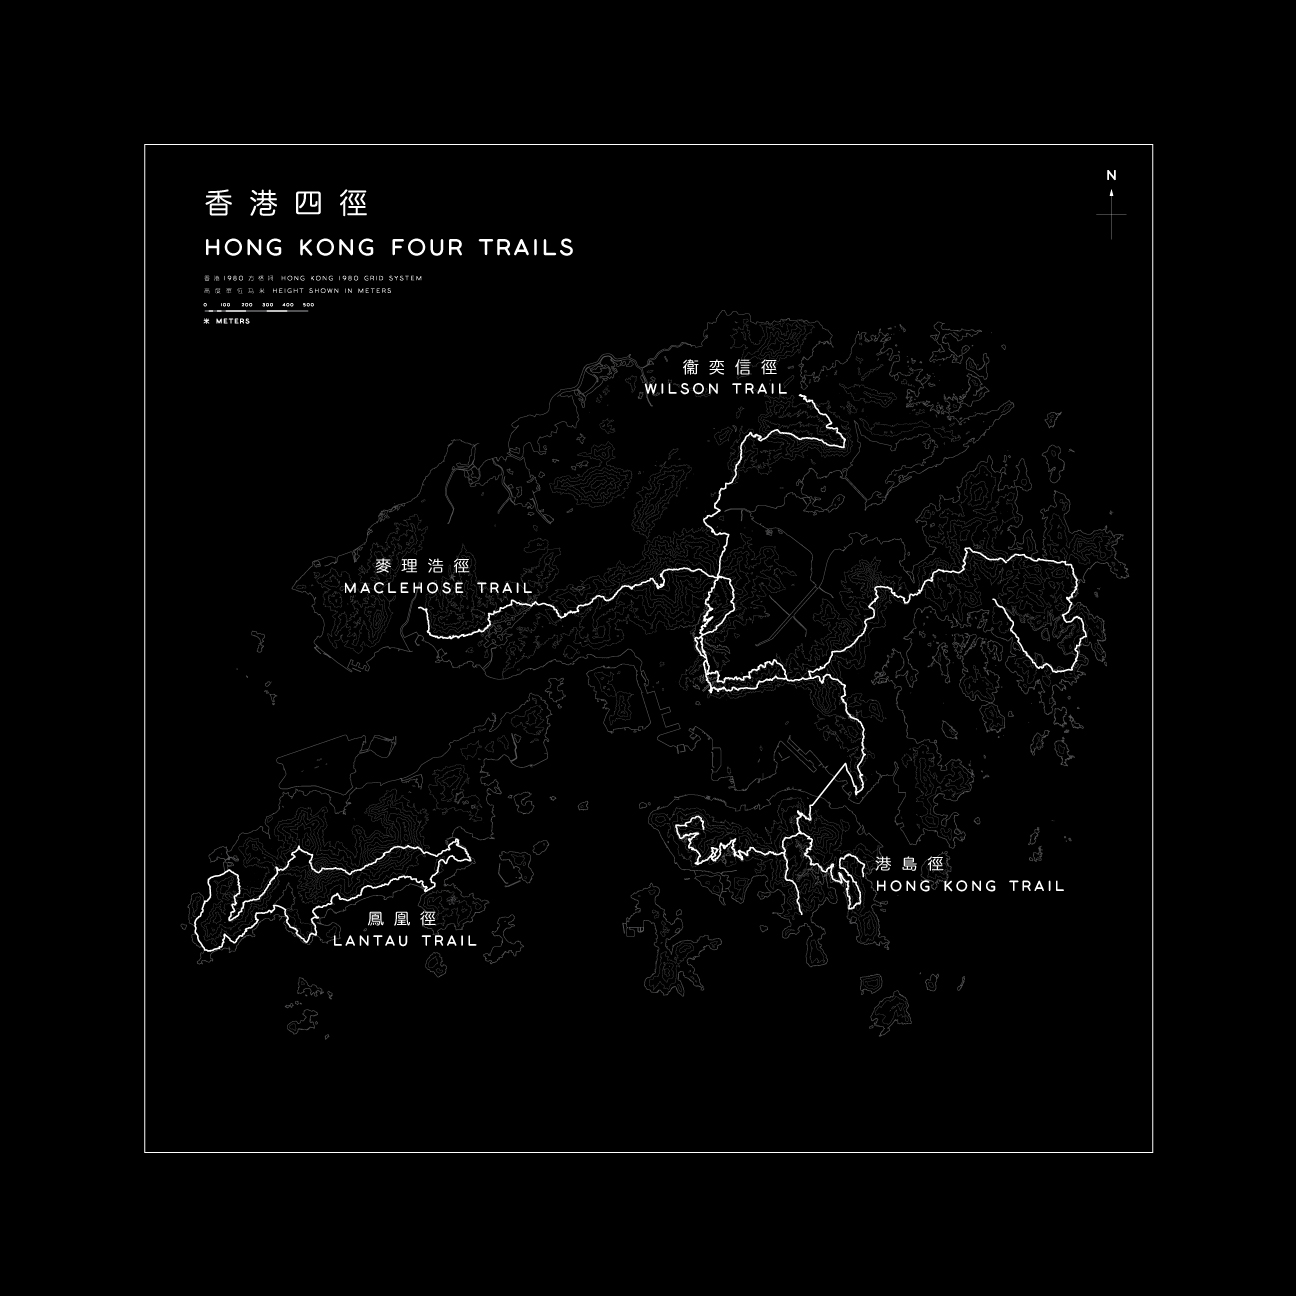 香港四徑
HONG KONG FOUR TRAILS
香港1980方格網 HONG KONG 1980 GRID SYSTEM
高度單位為米 HEIGHT SHOWN IN METERS
0 100 200 300 400 500
米 METERS
N
衞奕信徑
WILSON TRAIL
麥理浩徑
MACLEHOSE TRAIL
港島徑
HONG KONG TRAIL
鳳凰徑
LANTAU TRAIL